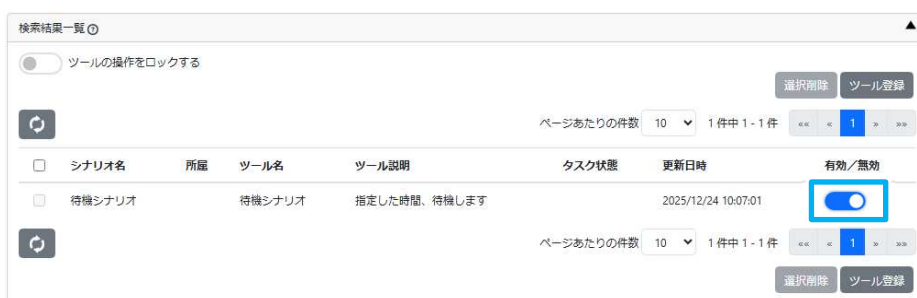 検索結果一覧 ?
ツールの操作をロックする
選択削除 ツール登録
ページあたりの件数 10 1 件中 1 - 1 件 «« « 1 » »»
シナリオ名 所属 ツール名 ツール説明 タスク状態 更新日時 有効／無効
待機シナリオ 待機シナリオ 指定した時間、待機します 2025/12/24 10:07:01
ページあたりの件数 10 1 件中 1 - 1 件 «« « 1 » »»
選択削除 ツール登録